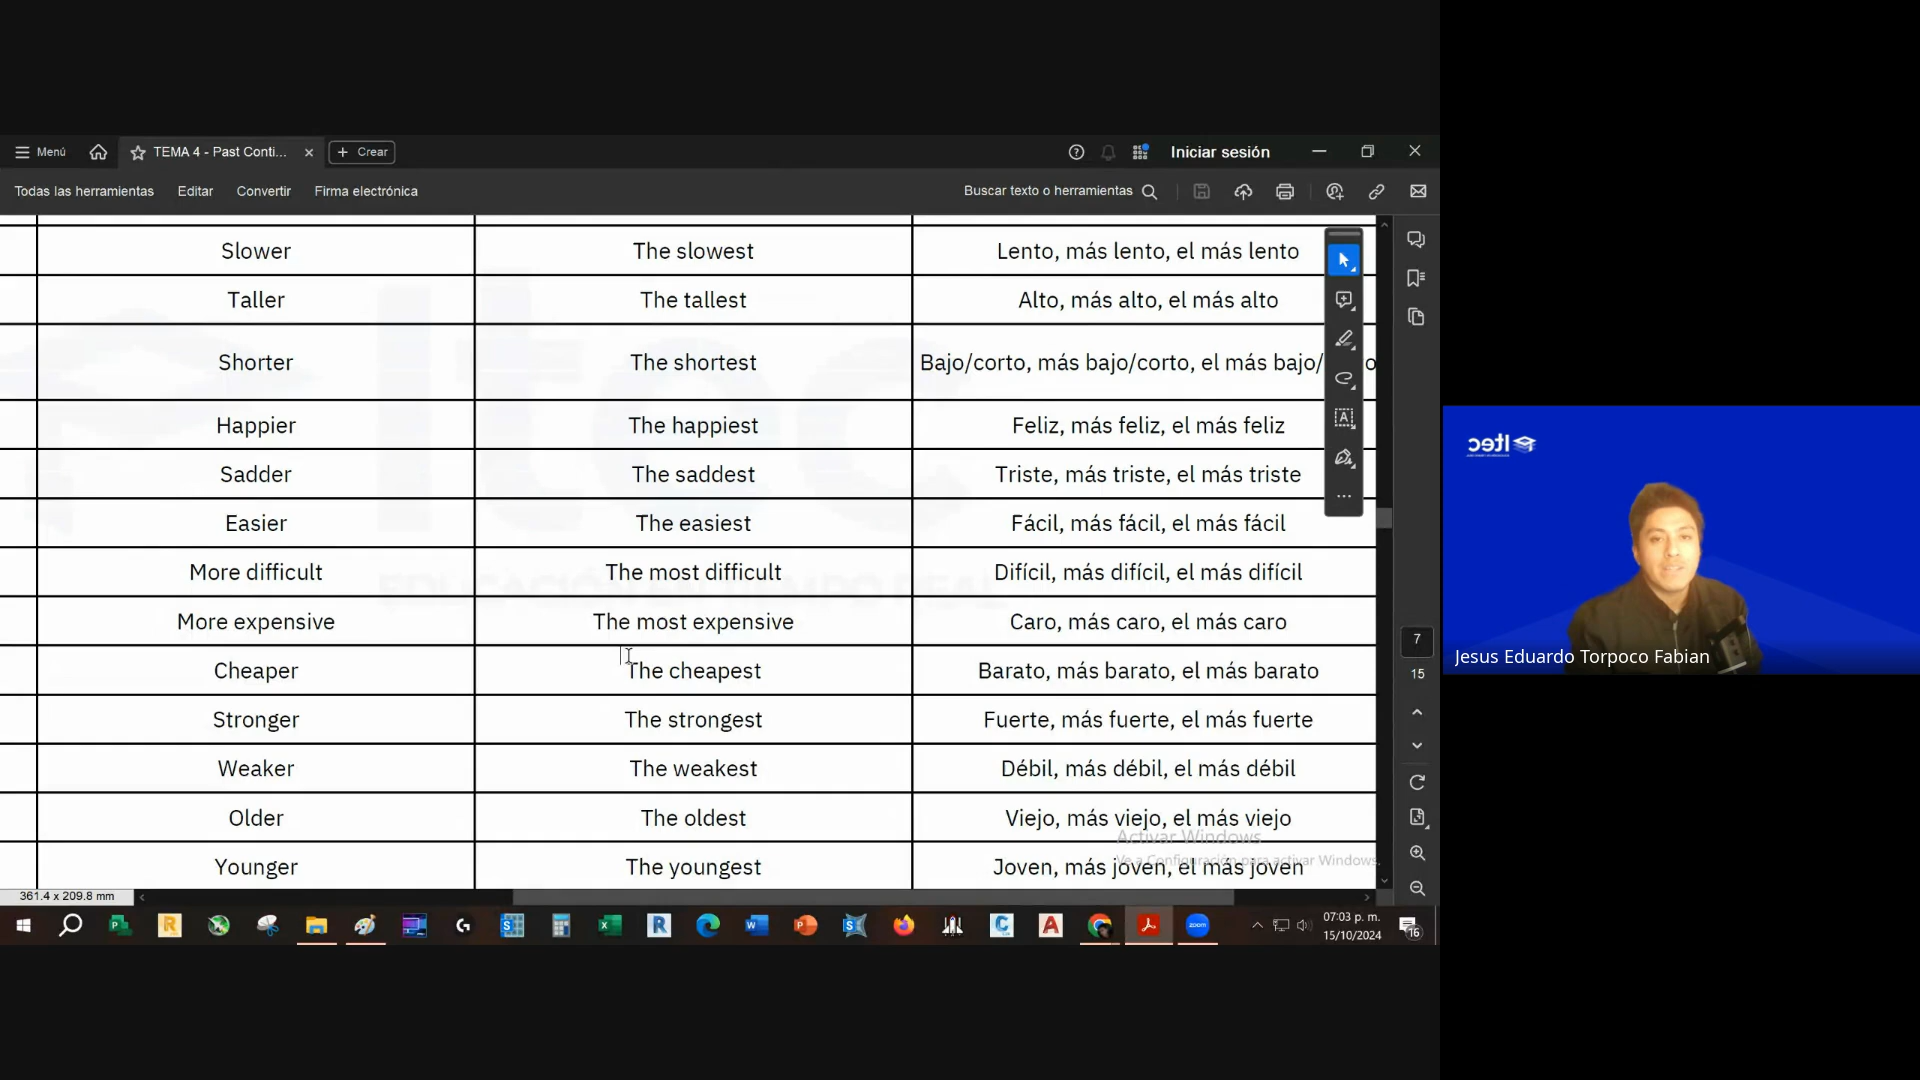 Menú
TEMA 4 - Past Conti...
Crear
Iniciar sesión
Todas las herramientas Editar Convertir Firma electrónica
Buscar texto o herramientas
Slower The slowest Lento, más lento, el más lento
Taller The tallest Alto, más alto, el más alto
Shorter The shortest Bajo/corto, más bajo/corto, el más bajo/ o
Happier The happiest Feliz, más feliz, el más feliz
Sadder The saddest Triste, más triste, el más triste
Easier The easiest Fácil, más fácil, el más fácil
More difficult The most difficult Difícil, más difícil, el más difícil
More expensive The most expensive Caro, más caro, el más caro
Cheaper The cheapest Barato, más barato, el más barato
Stronger The strongest Fuerte, más fuerte, el más fuerte
Weaker The weakest Débil, más débil, el más débil
Older The oldest Viejo, más viejo, el más viejo
Younger The youngest Joven, más joven, el más joven
Activar Windows
Ve a Configuración para activar Windows.
7
15
361.4 x 209.8 mm
07:03 p. m.
15/10/2024
16
zoom
Itec
Jesus Eduardo Torpoco Fabian